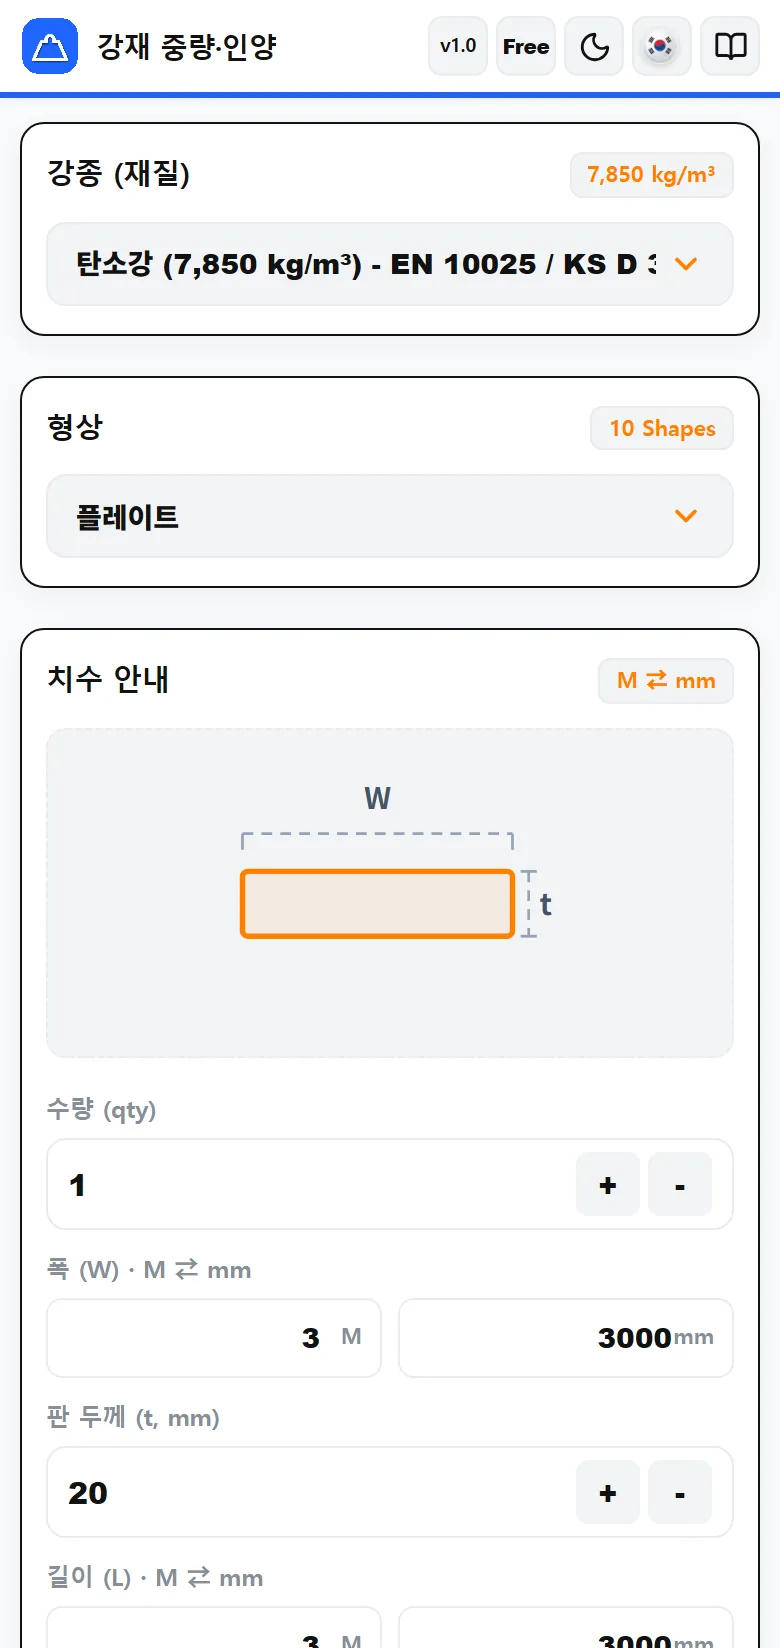 강재 중량·인양
v1.0
Free
강종 (재질)
7,850 kg/m³
탄소강 (7,850 kg/m³) - EN 10025 / KS D
형상
10 Shapes
플레이트
치수 안내
M ⇄ mm
W
t
수량 (qty)
1
+
-
폭 (W) · M ⇄ mm
3 M
3000mm
판 두께 (t, mm)
20
+
-
길이 (L) · M ⇄ mm
3 M
3000mm